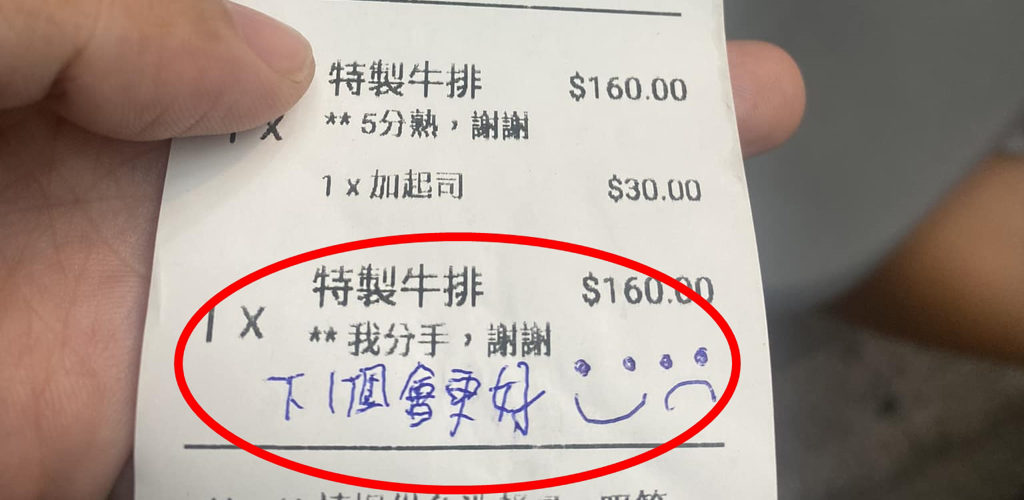 特製牛排 $160.00
1 x ** 5分熟，謝謝
1 x 加起司 $30.00
特製牛排 $160.00
1 x
** 我分手，謝謝
下1個會更好